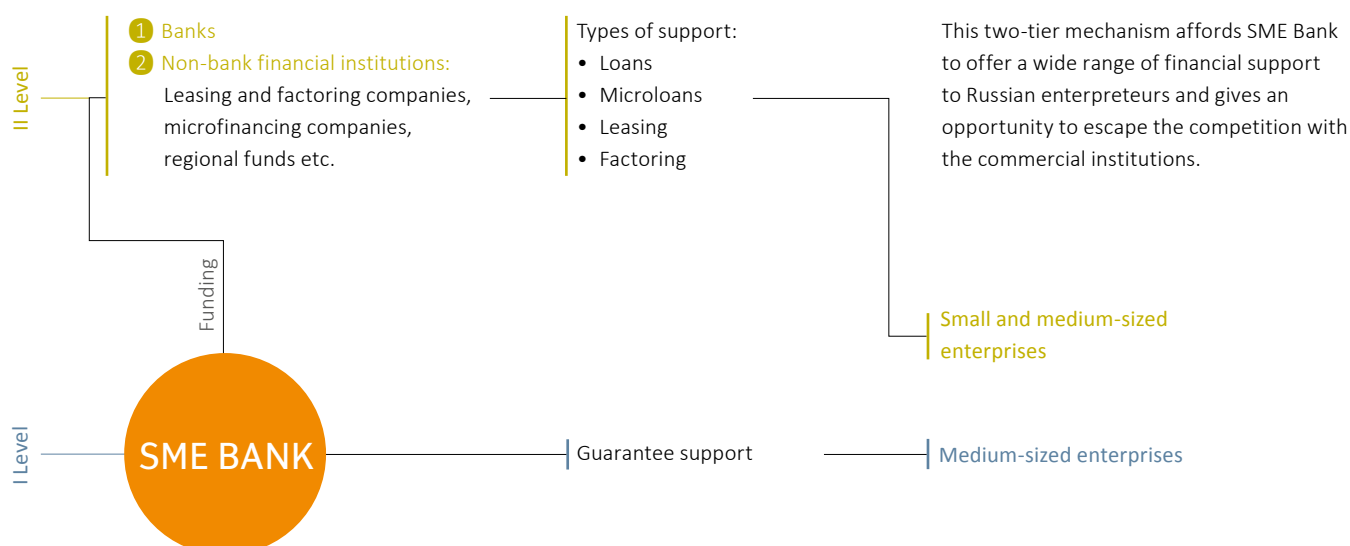 II Level
1 Banks
2 Non-bank financial institutions:
Leasing and factoring companies,
microfinancing companies,
regional funds etc.
Types of support:
• Loans
• Microloans
• Leasing
• Factoring
This two-tier mechanism affords SME Bank
to offer a wide range of financial support
to Russian enterpreteurs and gives an
opportunity to escape the competition with
the commercial institutions.
Funding
Small and medium-sized
enterprises
I Level
SME BANK
Guarantee support
Medium-sized enterprises